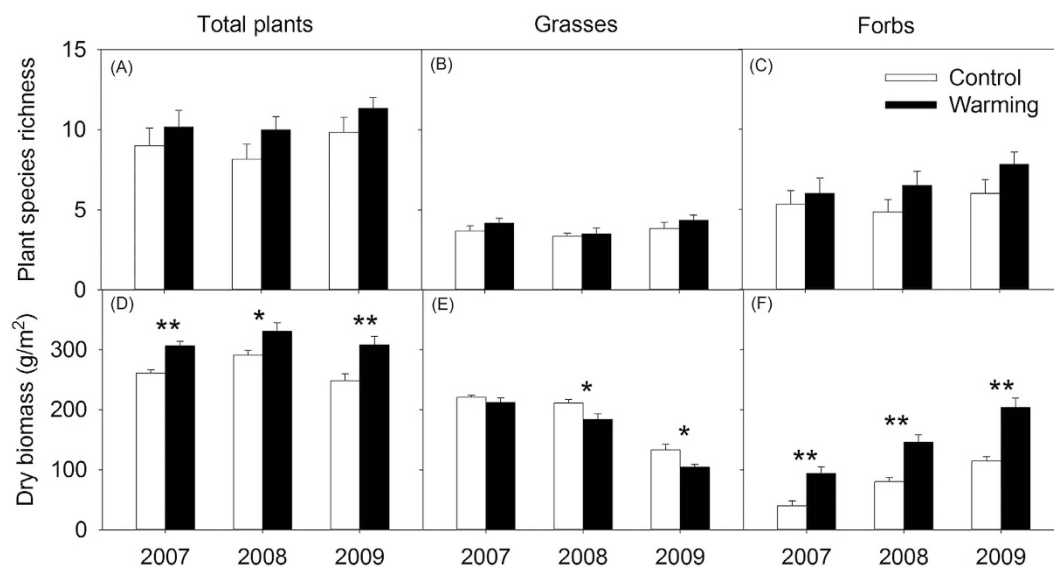 Total plants Grasses Forbs
Plant species richness
15
10
5
0
(A)
(B)
(C)
Control
Warming
Dry biomass (g/m²)
300
200
100
0
(D)
** * **
(E)
* *
(F)
** ** **
2007 2008 2009 2007 2008 2009 2007 2008 2009